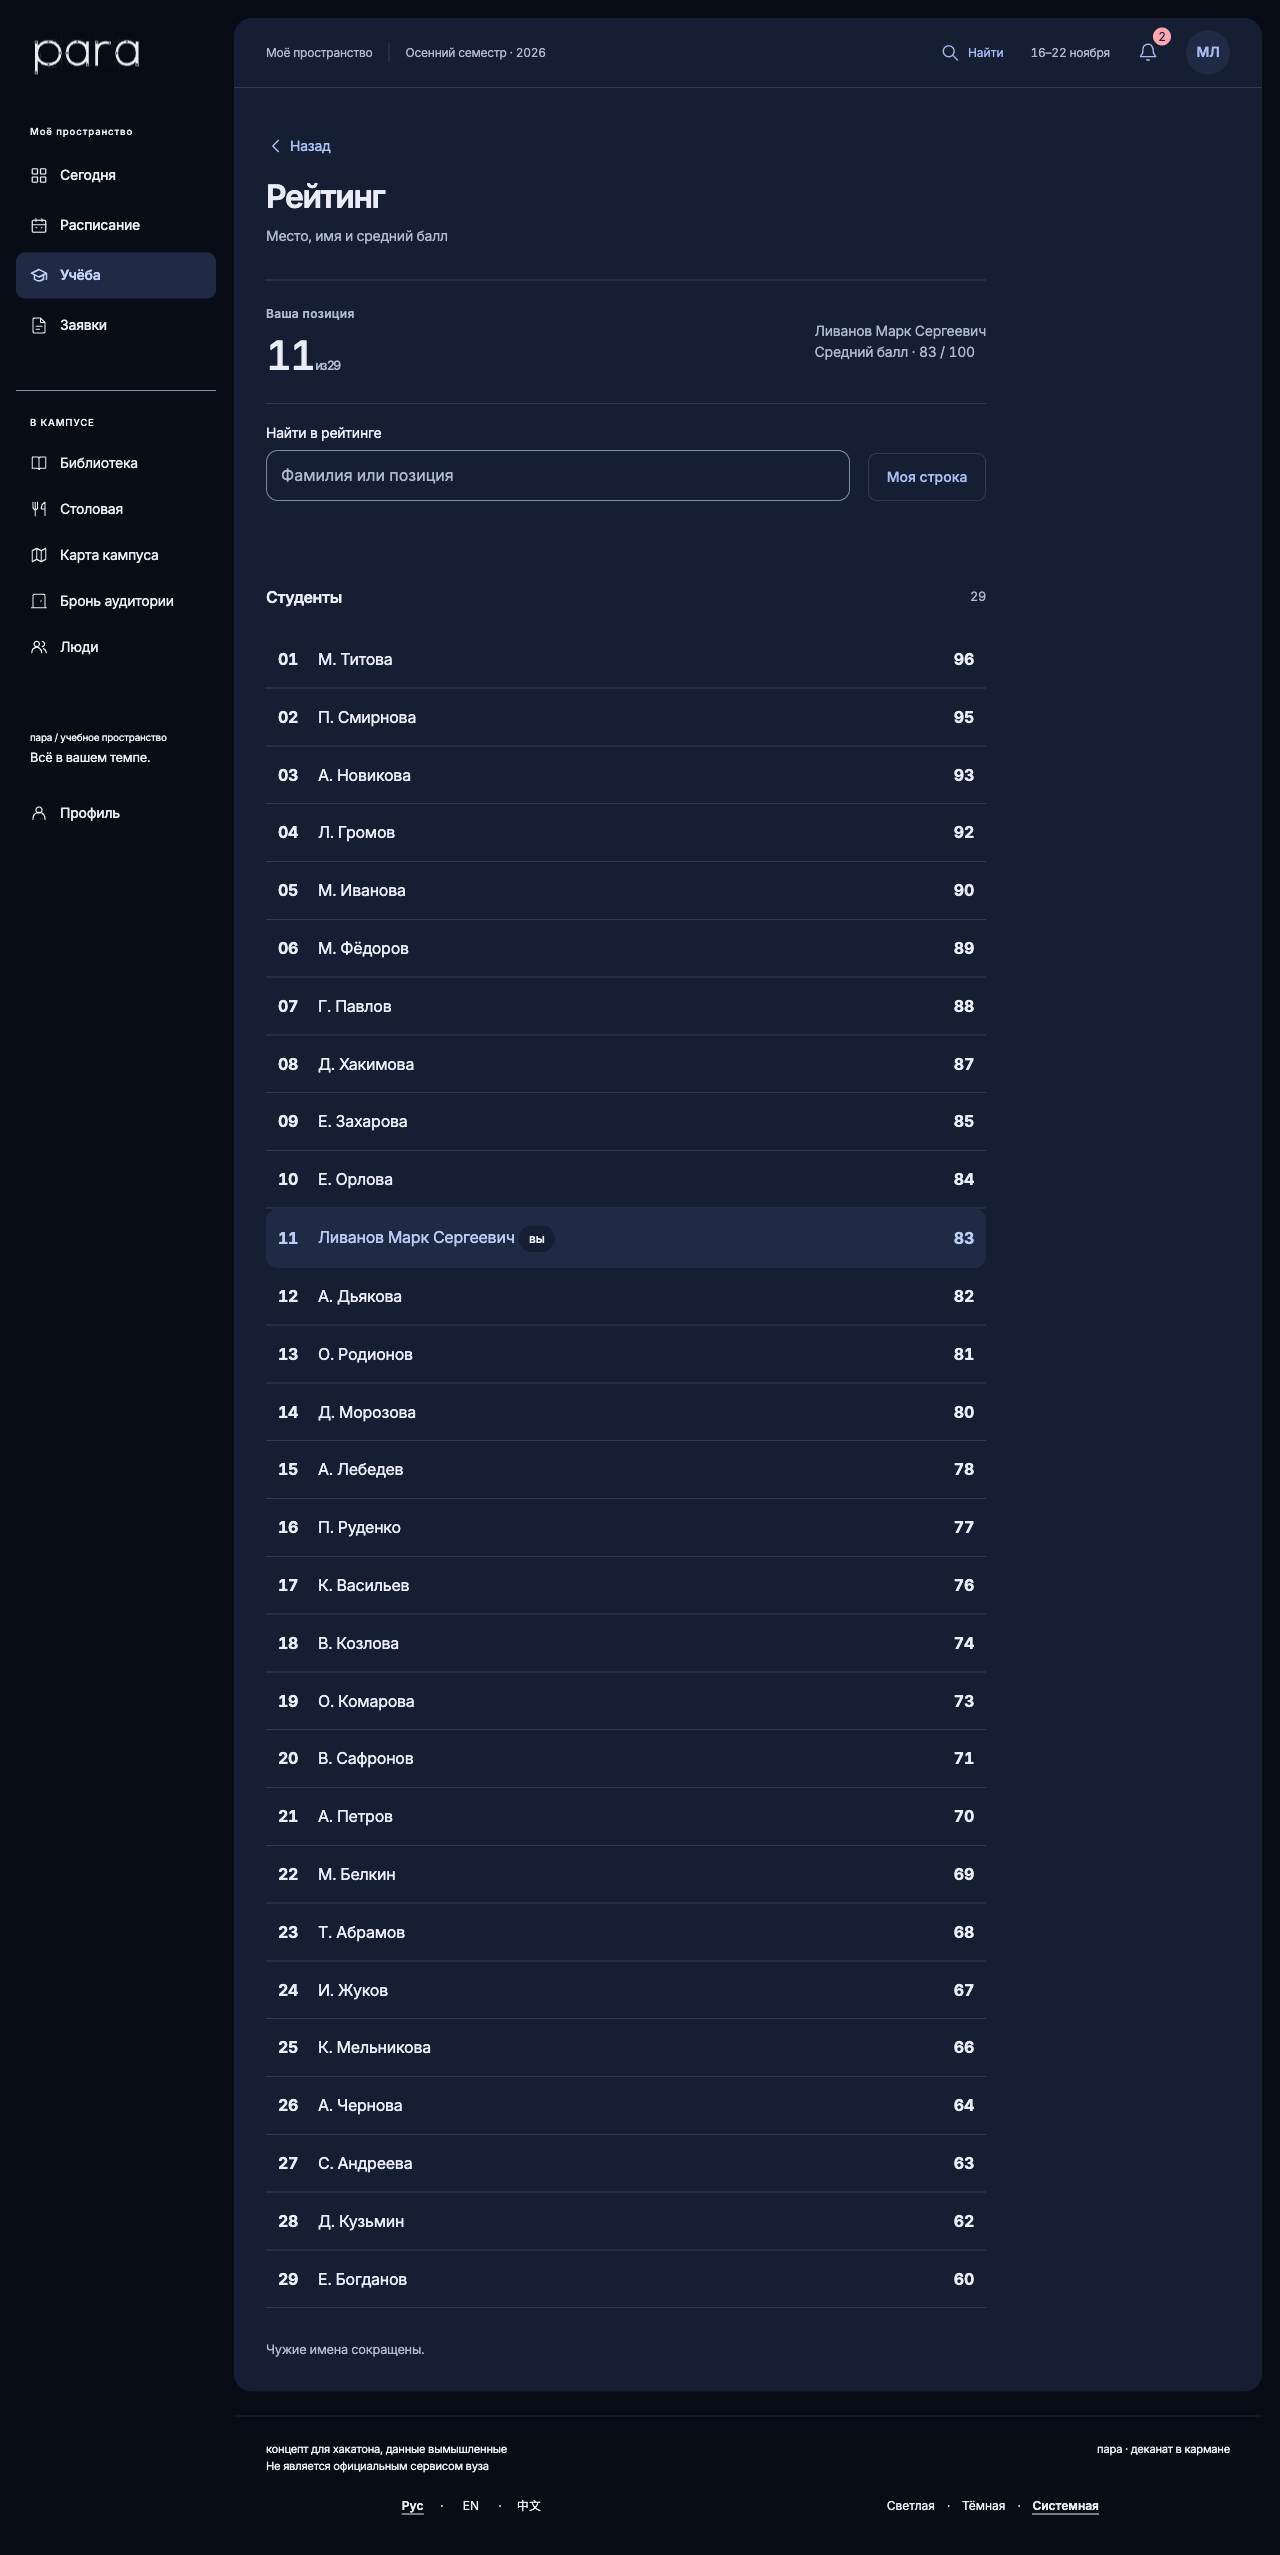 para
Моё пространство
Сегодня
Расписание
Учёба
Заявки
В КАМПУСЕ
Библиотека
Столовая
Карта кампуса
Бронь аудитории
Люди
пара / учебное пространство
Всё в вашем темпе.
Профиль
Моё пространство
Осенний семестр · 2026
Найти
16–22 ноября
2
МЛ
Назад
Рейтинг
Место, имя и средний балл
Ваша позиция
11 из29
Ливанов Марк Сергеевич
Средний балл · 83 / 100
Найти в рейтинге
Фамилия или позиция
Моя строка
Студенты 29
01 М. Титова 96
02 П. Смирнова 95
03 А. Новикова 93
04 Л. Громов 92
05 М. Иванова 90
06 М. Фёдоров 89
07 Г. Павлов 88
08 Д. Хакимова 87
09 Е. Захарова 85
10 Е. Орлова 84
11 Ливанов Марк Сергеевич вы 83
12 А. Дьякова 82
13 О. Родионов 81
14 Д. Морозова 80
15 А. Лебедев 78
16 П. Руденко 77
17 К. Васильев 76
18 В. Козлова 74
19 О. Комарова 73
20 В. Сафронов 71
21 А. Петров 70
22 М. Белкин 69
23 Т. Абрамов 68
24 И. Жуков 67
25 К. Мельникова 66
26 А. Чернова 64
27 С. Андреева 63
28 Д. Кузьмин 62
29 Е. Богданов 60
Чужие имена сокращены.
концепт для хакатона, данные вымышленные
Не является официальным сервисом вуза
пара · деканат в кармане
Рус · EN · 中文
Светлая · Тёмная · Системная